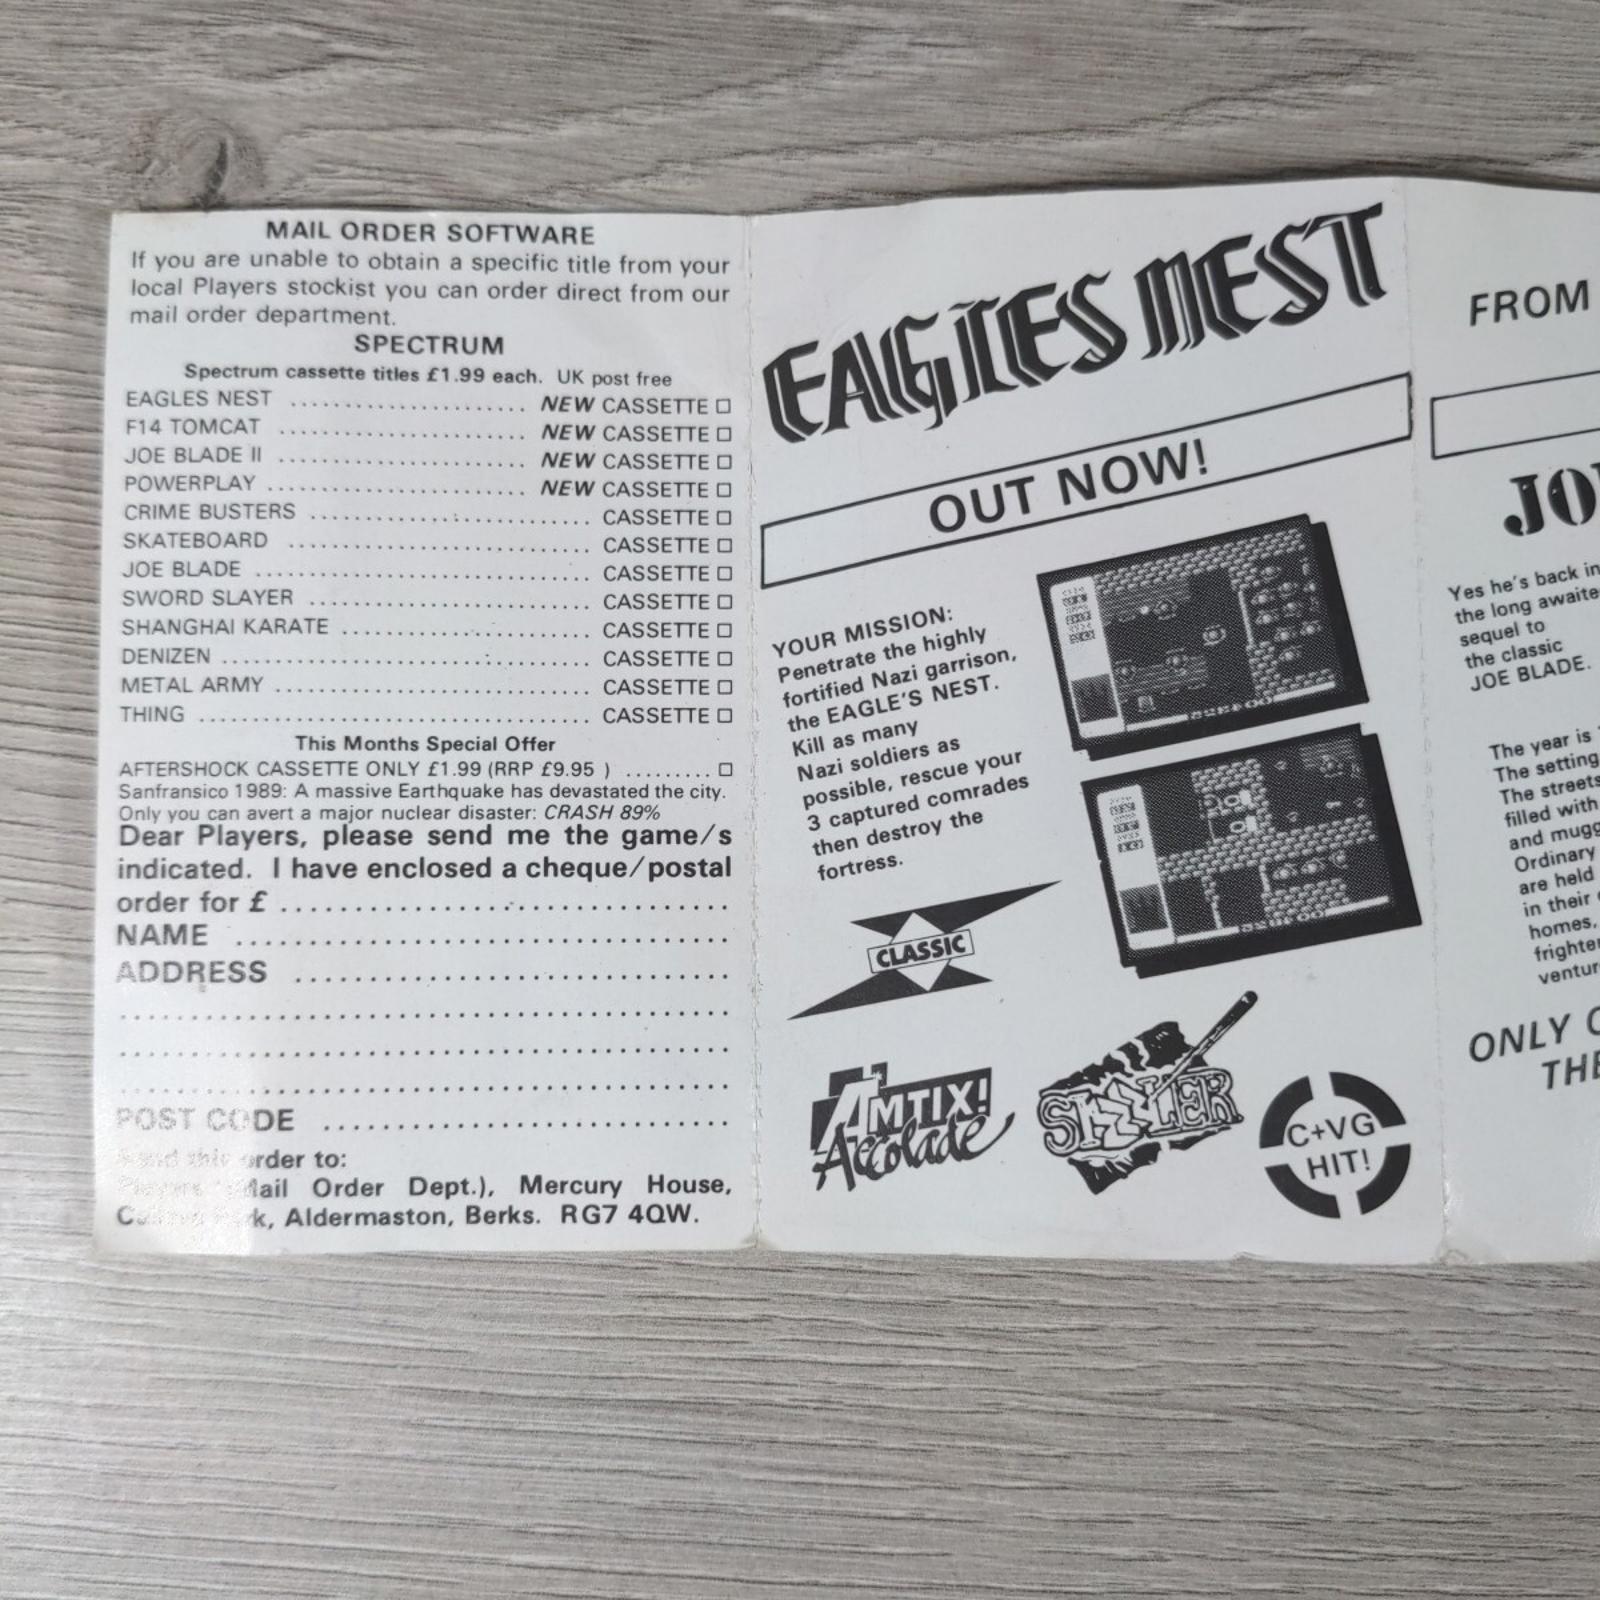 MAIL ORDER SOFTWARE
If you are unable to obtain a specific title from your
local Players stockist you can order direct from our
mail order department.
SPECTRUM
Spectrum cassette titles £1.99 each. UK post free
EAGLES NEST ........................ NEW CASSETTE □
F14 TOMCAT ......................... NEW CASSETTE □
JOE BLADE II ......................... NEW CASSETTE □
POWERPLAY .......................... NEW CASSETTE □
CRIME BUSTERS ............................ CASSETTE □
SKATEBOARD .............................. CASSETTE □
JOE BLADE ................................. CASSETTE □
SWORD SLAYER ............................ CASSETTE □
SHANGHAI KARATE ......................... CASSETTE □
DENIZEN .................................... CASSETTE □
METAL ARMY ............................... CASSETTE □
THING ....................................... CASSETTE □
This Months Special Offer
AFTERSHOCK CASSETTE ONLY £1.99 (RRP £9.95 ) ......... □
Sanfransico 1989: A massive Earthquake has devastated the city.
Only you can avert a major nuclear disaster: CRASH 89%
Dear Players, please send me the game/s
indicated. I have enclosed a cheque/postal
order for £ ....................................
NAME .......................................
ADDRESS ...................................
.................................................
.................................................
.................................................
POST CODE .................................
Send this order to:
Players (Mail Order Dept.), Mercury House,
Park, Aldermaston, Berks. RG7 4QW.
EAGLES NEST
OUT NOW!
YOUR MISSION:
Penetrate the highly
fortified Nazi garrison,
the EAGLE'S NEST.
Kill as many
Nazi soldiers as
possible, rescue your
3 captured comrades
then destroy the
fortress.
CLASSIC
AMTIX!
Accolade
SIZZLER
C+VG
HIT!
FROM
JO
Yes he's back in
the long awaite
sequel to
the classic
JOE BLADE.
The year is
The setting
The streets
filled with
and mugg
Ordinary
are held
in their
homes,
frighten
venture
ONLY
THE